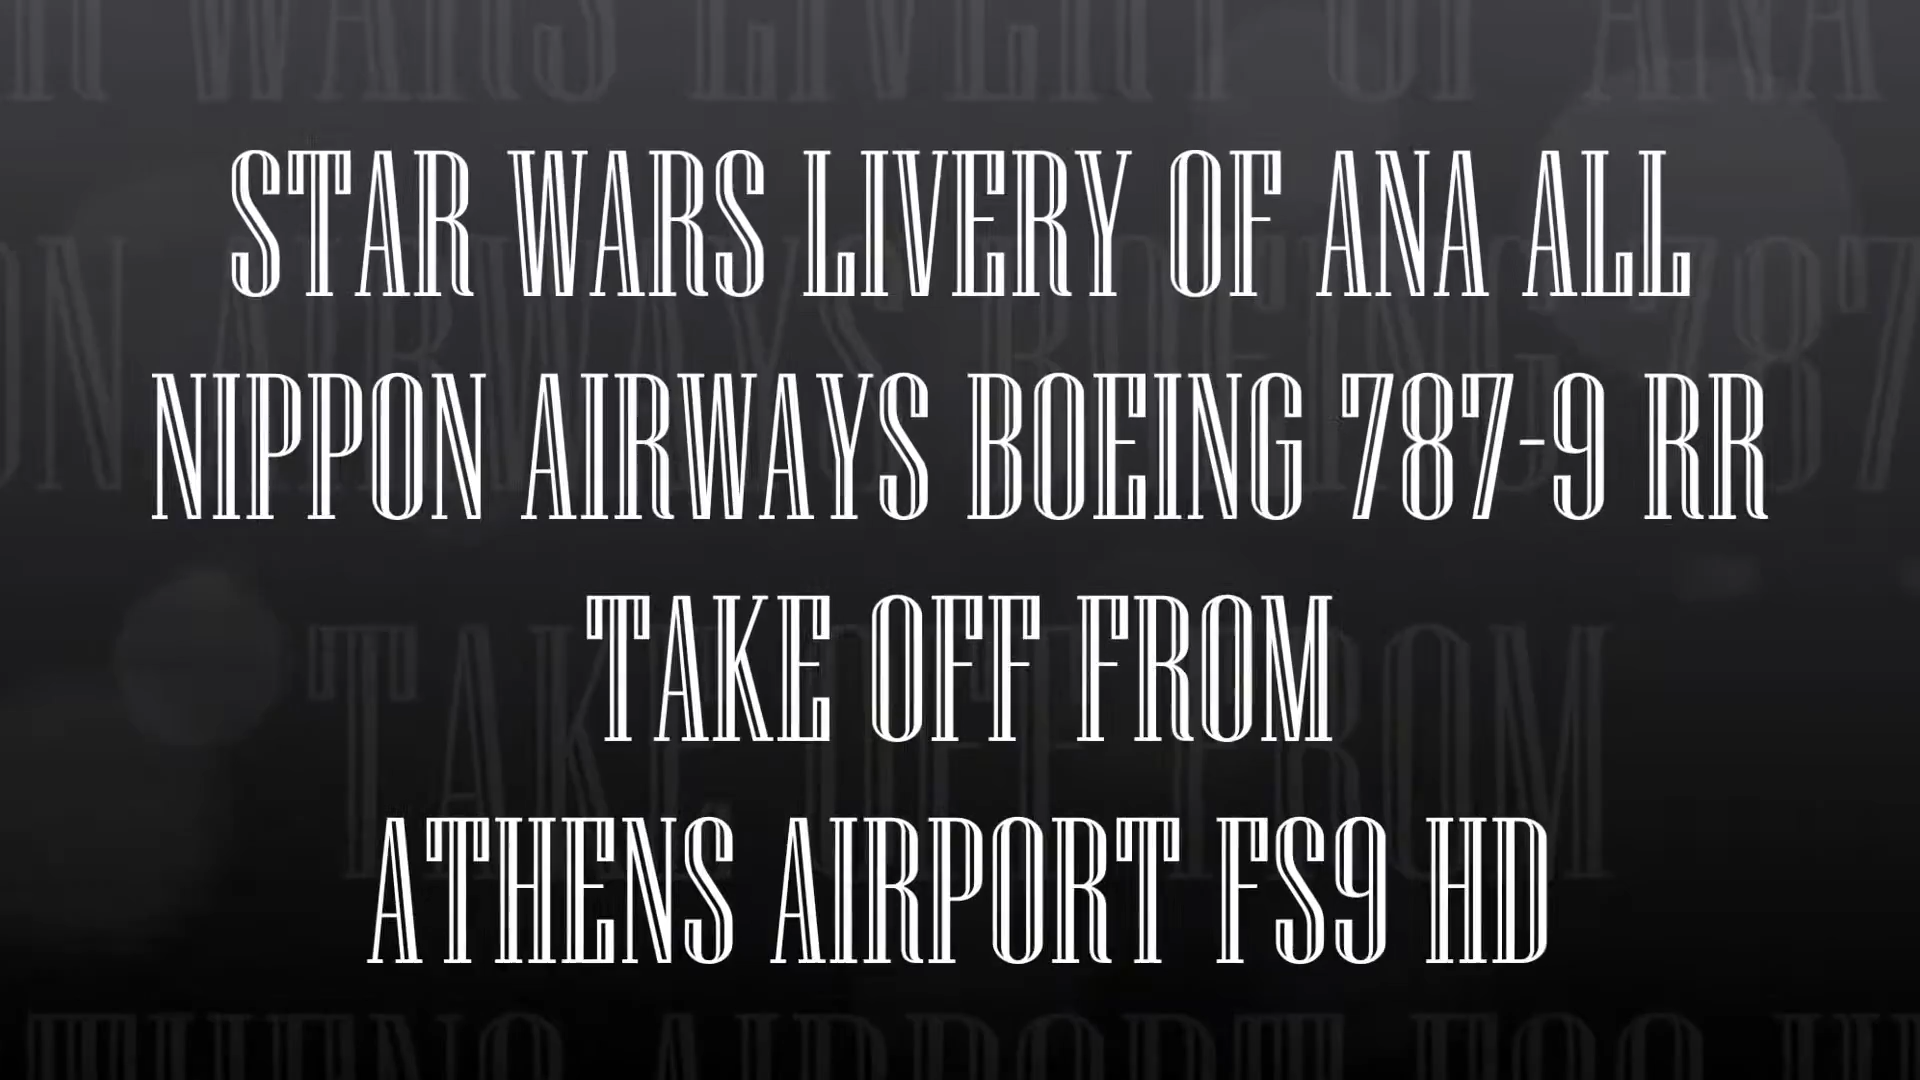 STAR WARS LIVERY OF ANA ALL
NIPPON AIRWAYS BOEING 787-9 RR
TAKE OFF FROM
ATHENS AIRPORT FS9 HD